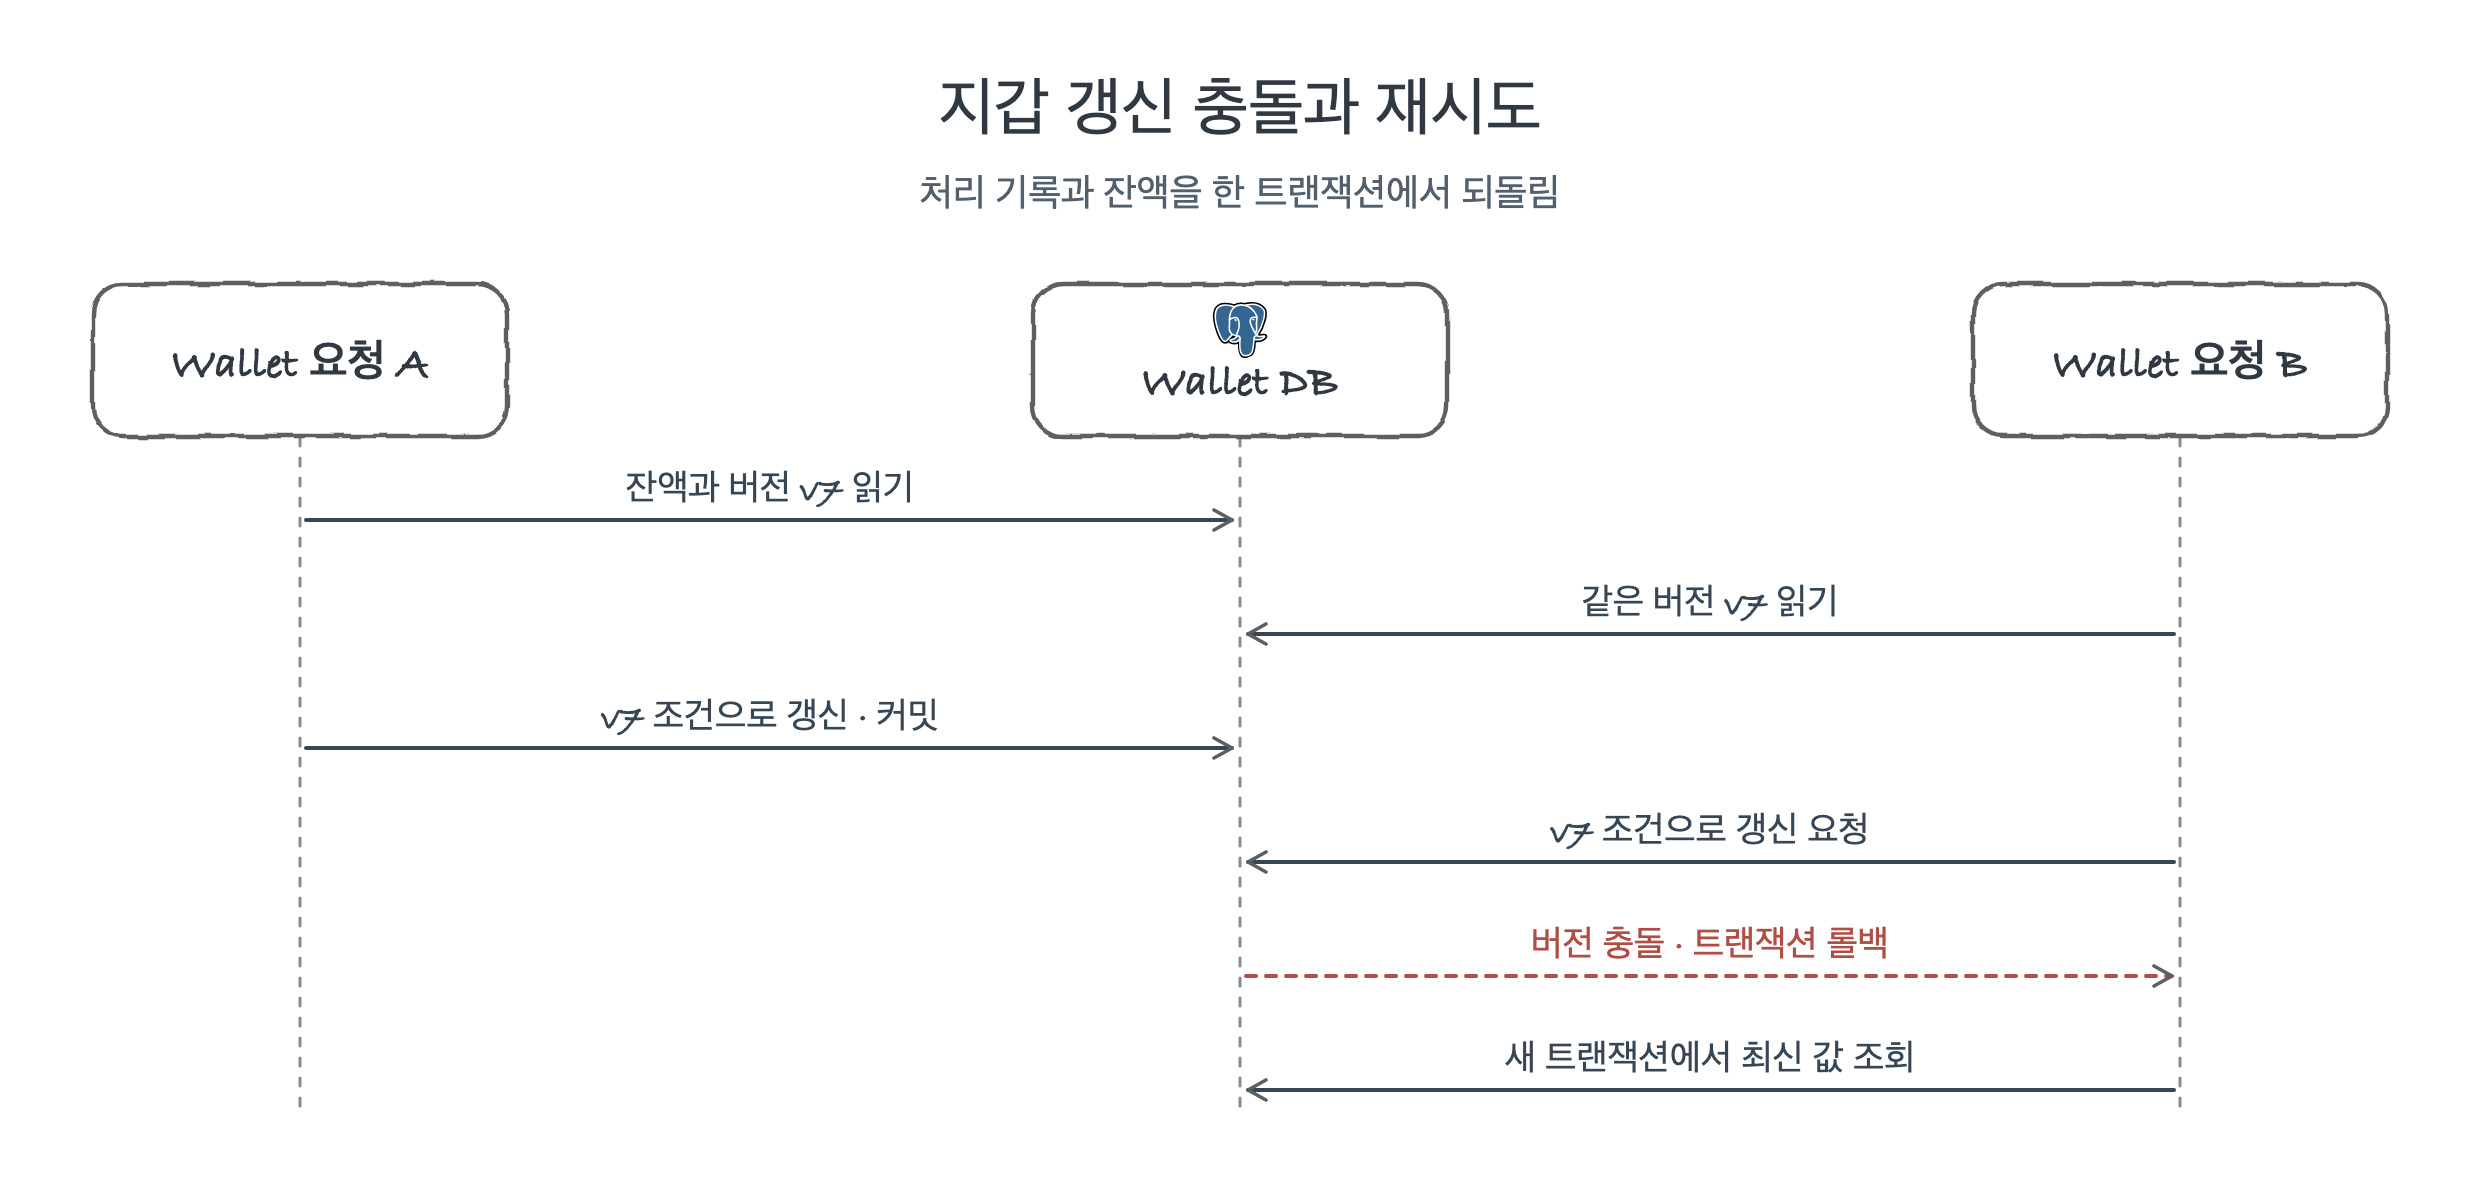 지갑 갱신 충돌과 재시도
처리 기록과 잔액을 한 트랜잭션에서 되돌림
Wallet 요청 A
Wallet DB
Wallet 요청 B
잔액과 버전 v7 읽기
같은 버전 v7 읽기
v7 조건으로 갱신 · 커밋
v7 조건으로 갱신 요청
버전 충돌 · 트랜잭션 롤백
새 트랜잭션에서 최신 값 조회